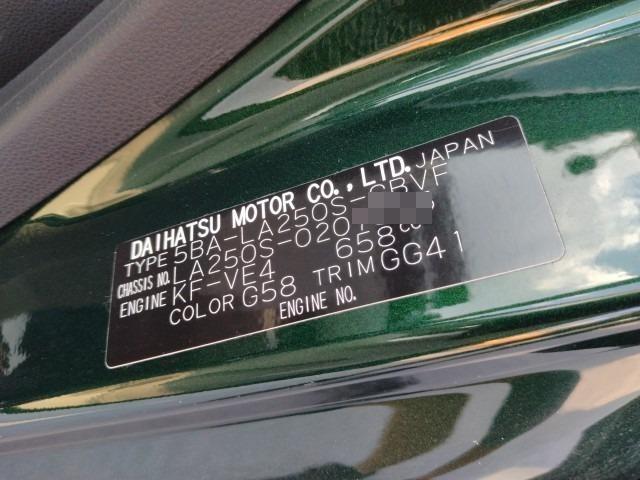 DAIHATSU MOTOR CO., LTD. JAPAN
TYPE 5BA-LA250S-GBVF
CHASSIS NO. LA250S-020
ENGINE KF-VE4 658cc
COLOR G58 TRIM GG41
ENGINE NO.